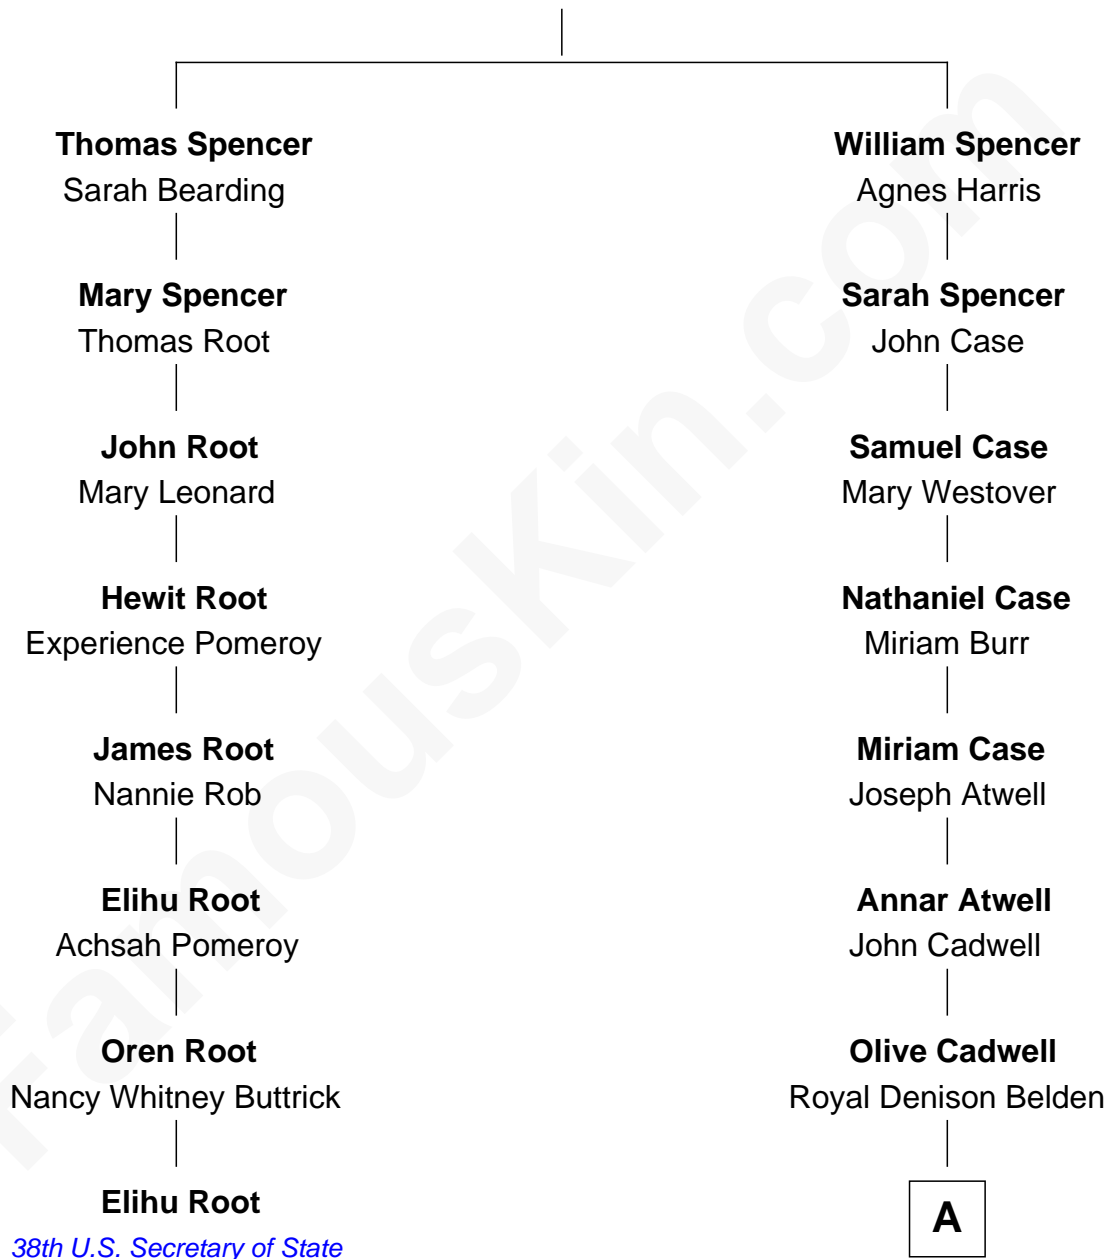 Thomas Spencer
Sarah Bearding
William Spencer
Agnes Harris
Mary Spencer
Thomas Root
Sarah Spencer
John Case
John Root
Mary Leonard
Samuel Case
Mary Westover
Hewit Root
Experience Pomeroy
Nathaniel Case
Miriam Burr
James Root
Nannie Rob
Miriam Case
Joseph Atwell
Elihu Root
Achsah Pomeroy
Annar Atwell
John Cadwell
Oren Root
Nancy Whitney Buttrick
Olive Cadwell
Royal Denison Belden
Elihu Root
38th U.S. Secretary of State
A
FamousKin.com